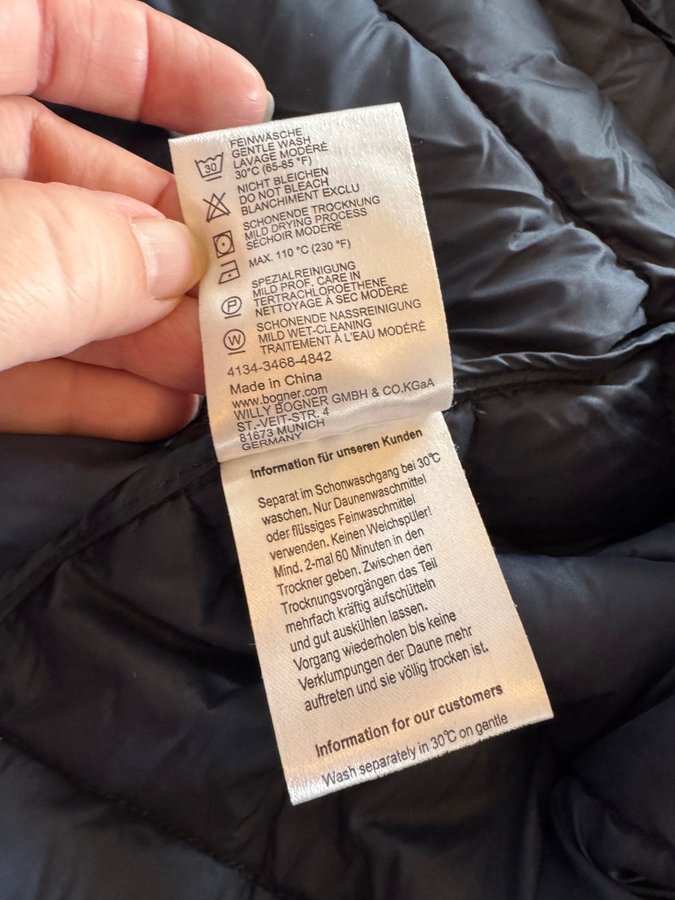 30
FEINWÄSCHE
GENTLE WASH
LAVAGE MODÉRÉ
30°C (65-85 °F)
NICHT BLEICHEN
DO NOT BLEACH
BLANCHIMENT EXCLU
SCHONENDE TROCKNUNG
MILD DRYING PROCESS
SÉCHOIR MODÉRÉ
MAX. 110 °C (230 °F)
P
SPEZIALREINIGUNG
MILD PROF. CARE IN
TERTRACHLOROETHENE
NETTOYAGE À SEC MODÉRÉ
W
SCHONENDE NASSREINIGUNG
MILD WET-CLEANING
TRAITEMENT À L'EAU MODÉRÉ
4134-3468-4842
Made in China
www.bogner.com
WILLY BOGNER GMBH & CO.KGaA
ST.-VEIT-STR. 4
81673 MUNICH
GERMANY
Information für unseren Kunden
Separat im Schonwaschgang bei 30°C
waschen. Nur Daunenwaschmittel
oder flüssiges Feinwaschmittel
verwenden. Keinen Weichspüler!
Mind. 2-mal 60 Minuten in den
Trockner geben. Zwischen den
Trocknungsvorgängen das Teil
mehrfach kräftig aufschütteln
und gut auskühlen lassen.
Vorgang wiederholen bis keine
Verklumpungen der Daune mehr
auftreten und sie völlig trocken ist.
Information for our customers
Wash separately in 30°C on gentle